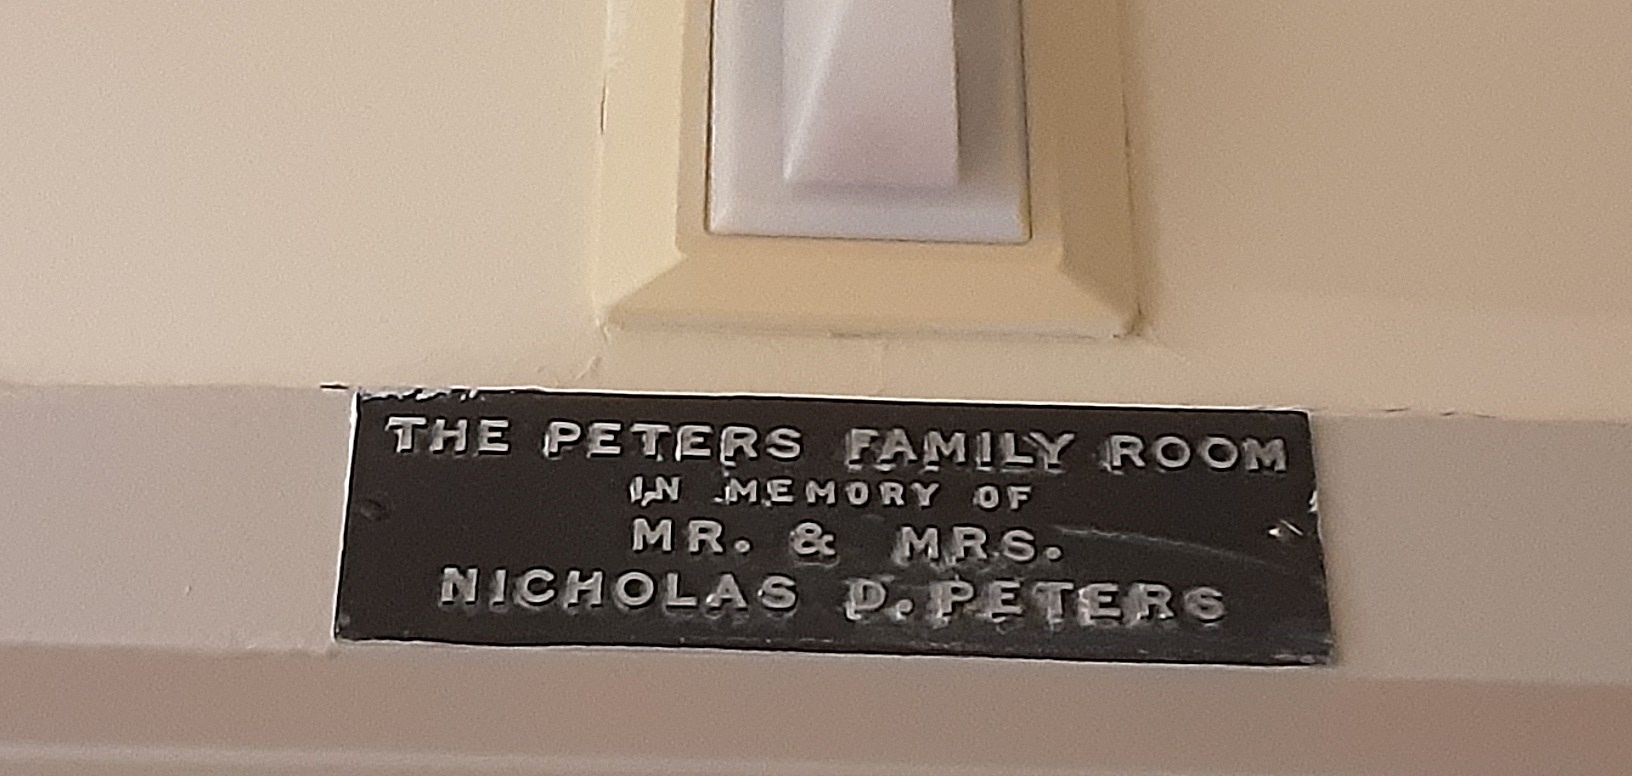 THE PETERS FAMILY ROOM
IN MEMORY OF
MR. & MRS.
NICHOLAS D. PETERS